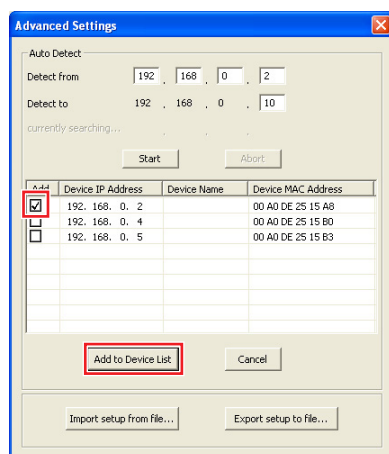 Advanced Settings
Auto Detect
Detect from 192 . 168 . 0 . 2
Detect to 192 . 168 . 0 . 10
currently searching... . . .
Start Abort
Add Device IP Address Device Name Device MAC Address
192. 168. 0. 2 00 A0 DE 25 15 A8
192. 168. 0. 4 00 A0 DE 25 15 B0
192. 168. 0. 5 00 A0 DE 25 15 B3
Add to Device List Cancel
Import setup from file... Export setup to file...